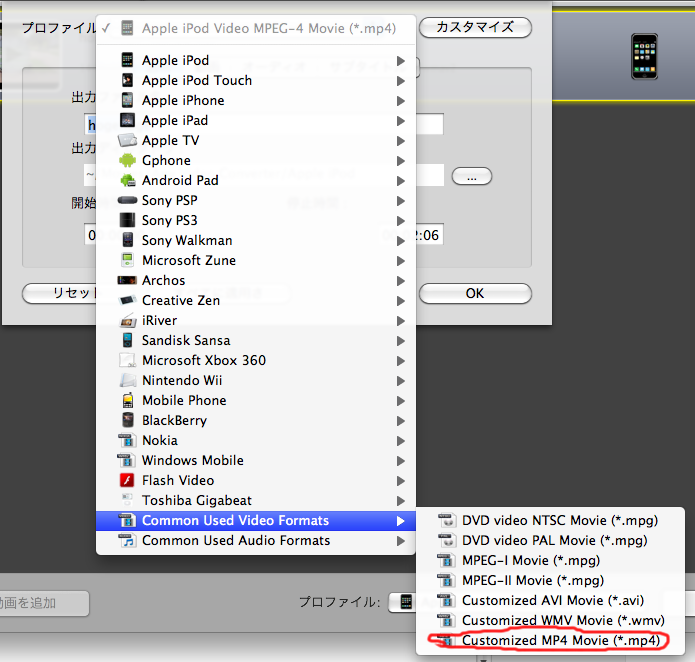 プロファイル ✓ Apple iPod Video MPEG-4 Movie (*.mp4) カスタマイズ
Apple iPod
Apple iPod Touch
Apple iPhone
出力
Apple iPad
Apple TV
出力
Gphone
Android Pad
...
Sony PSP
開始
Sony PS3
2:06
Sony Walkman
Microsoft Zune
Archos
リセット
OK
Creative Zen
iRiver
Sandisk Sansa
Microsoft Xbox 360
Nintendo Wii
Mobile Phone
BlackBerry
Nokia
Windows Mobile
Flash Video
Toshiba Gigabeat
Common Used Video Formats
Common Used Audio Formats
DVD video NTSC Movie (*.mpg)
DVD video PAL Movie (*.mpg)
MPEG-I Movie (*.mpg)
MPEG-II Movie (*.mpg)
Customized AVI Movie (*.avi)
Customized WMV Movie (*.wmv)
Customized MP4 Movie (*.mp4)
動画を追加
プロファイル: